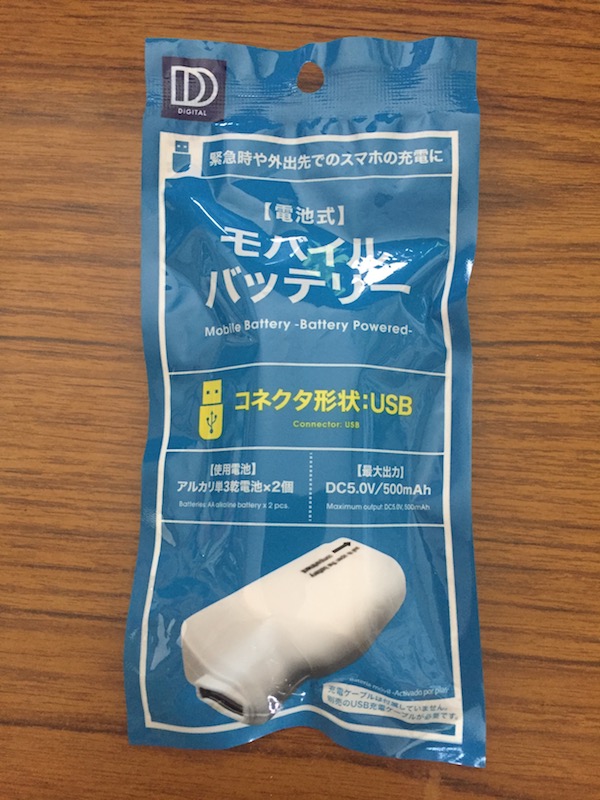 DD
DiGiTAL
緊急時や外出先でのスマホの充電に
【電池式】
モバイル
バッテリー
Mobile Battery -Battery Powered-
コネクタ形状:USB
Connector: USB
【使用電池】
アルカリ単3乾電池×2個
Batteries: AA alkaline battery x 2 pcs.
【最大出力】
DC5.0V/500mAh
Maximum output: DC5.0V, 500mAh
-Activado por
充電ケーブルは付属していません。
別売のUSB充電ケーブルが必要です。